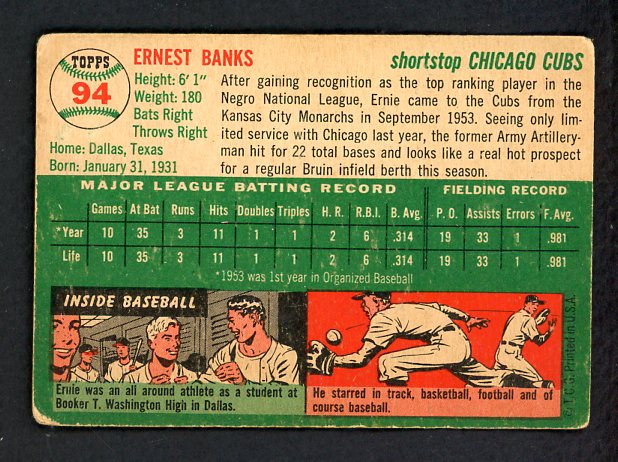 TOPPS
94
ERNEST BANKS
shortstop CHICAGO CUBS
Height: 6' 1"
Weight: 180
Bats Right
Throws Right
Home: Dallas, Texas
Born: January 31, 1931
After gaining recognition as the top ranking player in the
Negro National League, Ernie came to the Cubs from the
Kansas City Monarchs in September 1953. Seeing only lim-
ited service with Chicago last year, the former Army Artillery-
man hit for 22 total bases and looks like a real hot prospect
for a regular Bruin infield berth this season.
MAJOR LEAGUE BATTING RECORD FIELDING RECORD
Games At Bat Runs Hits Doubles Triples H. R. R.B.I. B. Avg. P. O. Assists Errors F. Avg.
*Year 10 35 3 11 1 1 2 6 .314 19 33 1 .981
Life 10 35 3 11 1 1 2 6 .314 19 33 1 .981
*1953 was 1st year in Organized Baseball
INSIDE BASEBALL
Ernie was an all around athlete as a student at
Booker T. Washington High in Dallas.
He starred in track, basketball, football and of
course baseball.
© T. C. G. Printed in U.S.A.